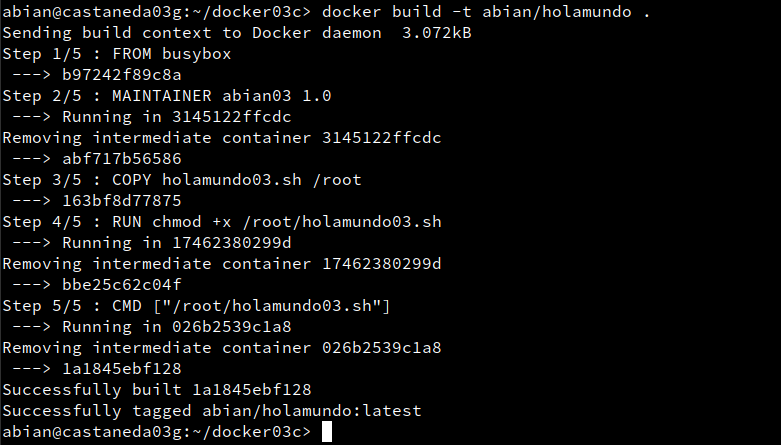 abian@castaneda03g:~/docker03c> docker build -t abian/holamundo .
Sending build context to Docker daemon  3.072kB
Step 1/5 : FROM busybox
 ---> b97242f89c8a
Step 2/5 : MAINTAINER abian03 1.0
 ---> Running in 3145122ffcdc
Removing intermediate container 3145122ffcdc
 ---> abf717b56586
Step 3/5 : COPY holamundo03.sh /root
 ---> 163bf8d77875
Step 4/5 : RUN chmod +x /root/holamundo03.sh
 ---> Running in 17462380299d
Removing intermediate container 17462380299d
 ---> bbe25c62c04f
Step 5/5 : CMD ["/root/holamundo03.sh"]
 ---> Running in 026b2539c1a8
Removing intermediate container 026b2539c1a8
 ---> 1a1845ebf128
Successfully built 1a1845ebf128
Successfully tagged abian/holamundo:latest
abian@castaneda03g:~/docker03c>